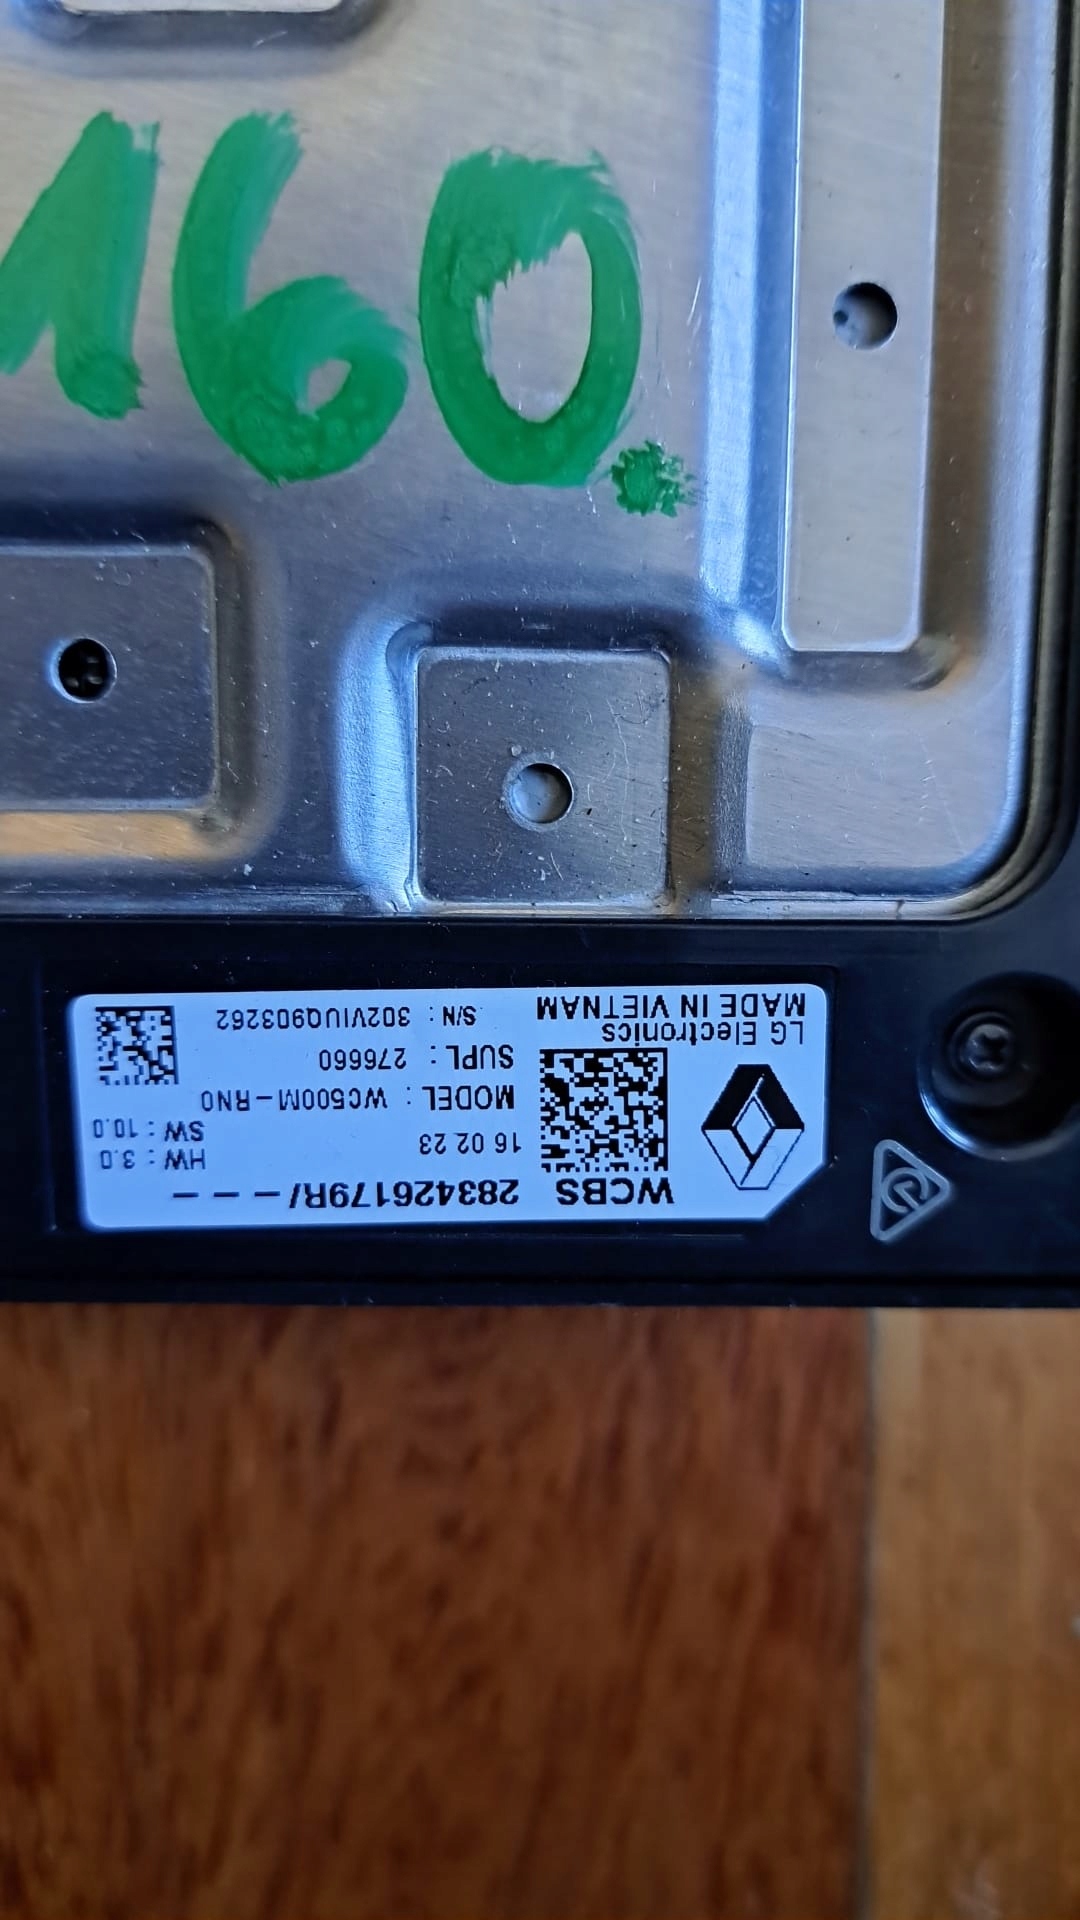 160.
WCBS 283426179R/---
16 02 23
HW : 3.0
SW : 10.0
MODEL : WC500M-RN0
SUPL : 276660
S/N : 302VIUQ903262
LG Electronics
MADE IN VIETNAM